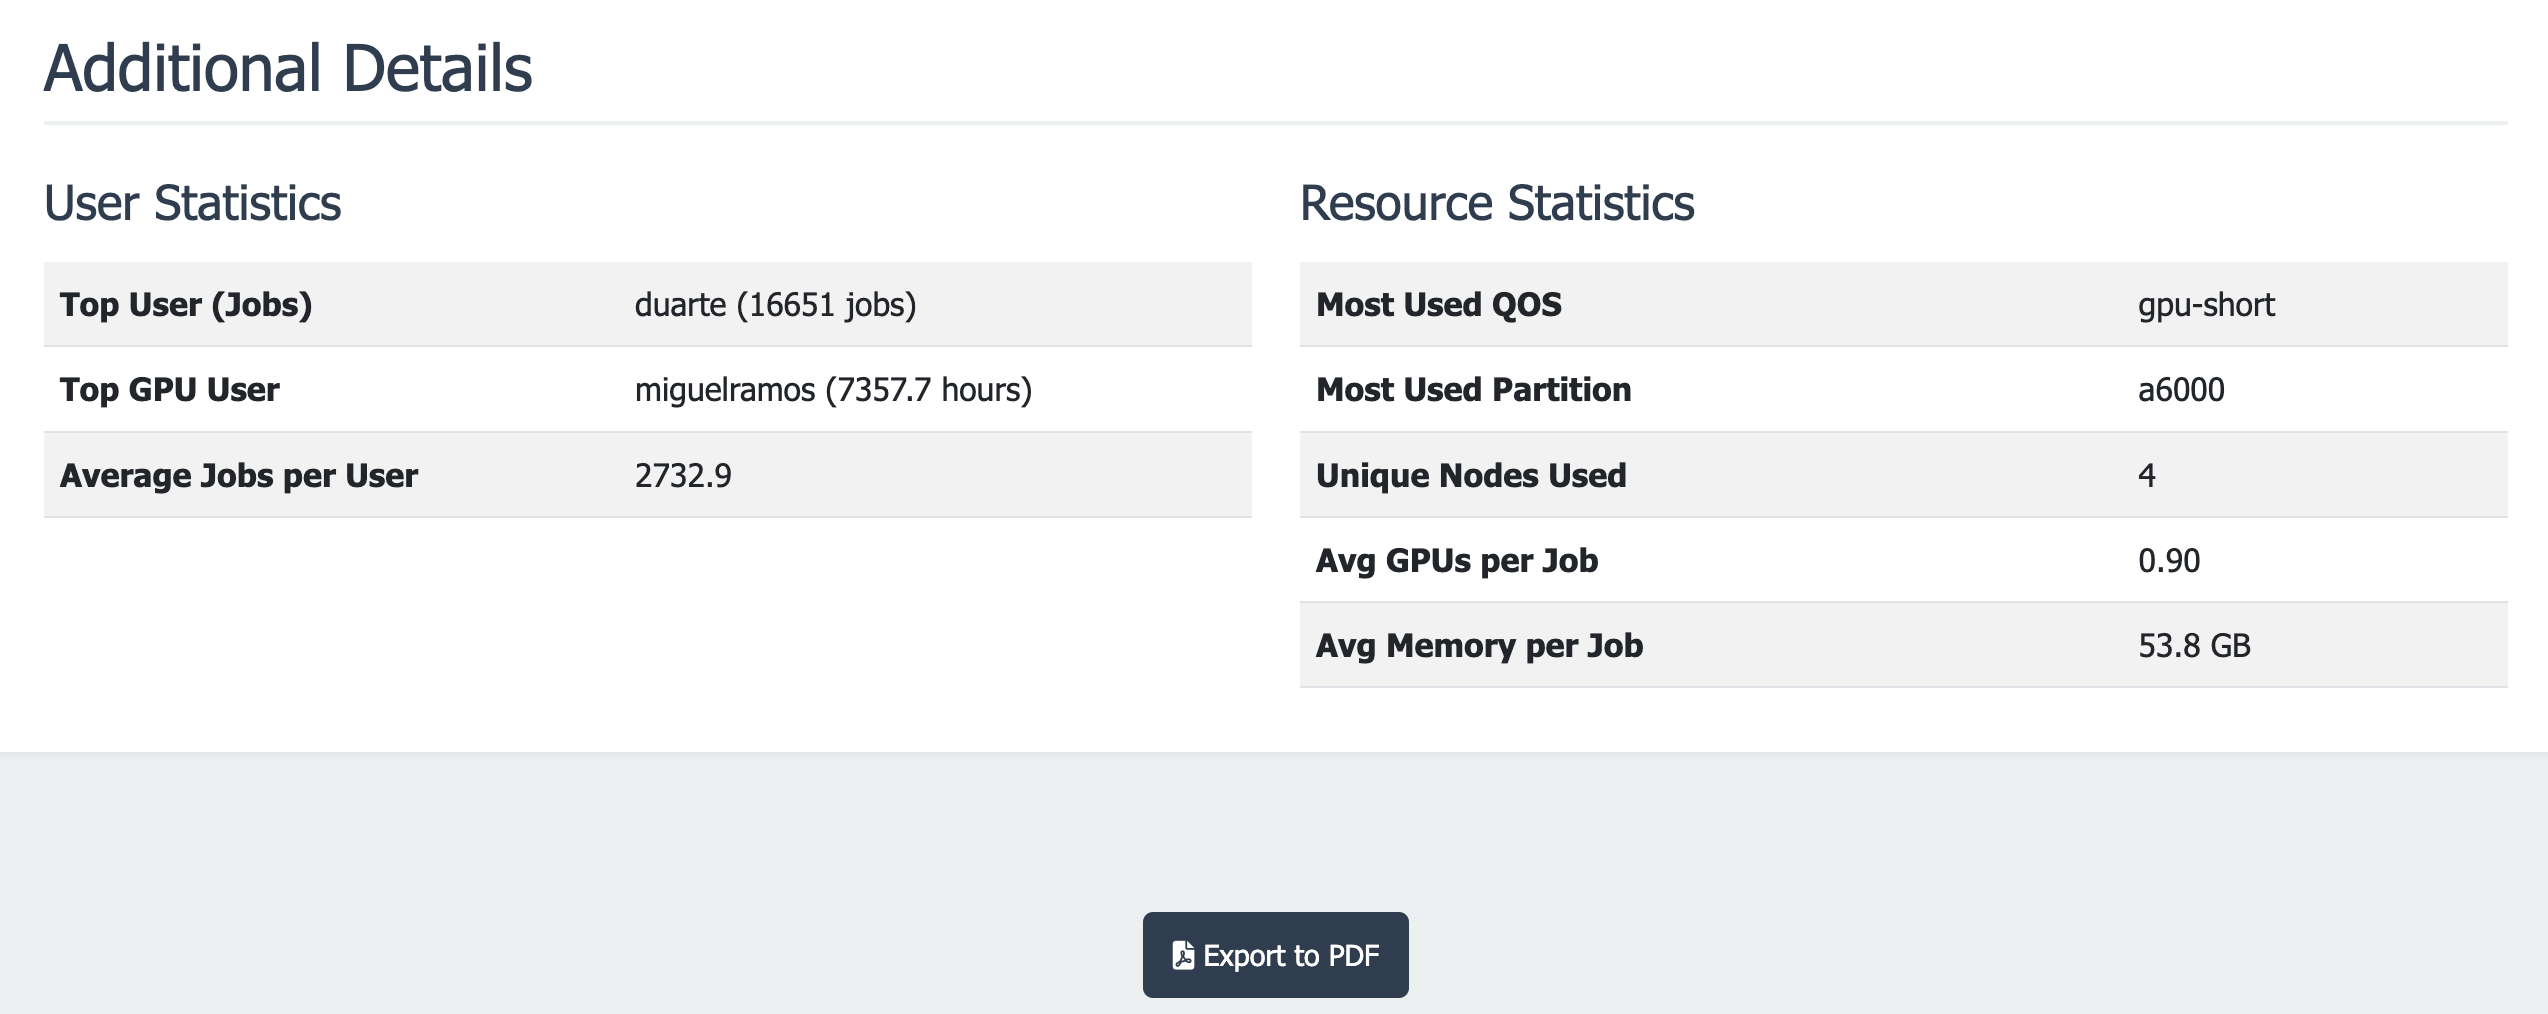 Additional Details
User Statistics
Top User (Jobs) duarte (16651 jobs)
Top GPU User miguelramos (7357.7 hours)
Average Jobs per User 2732.9
Resource Statistics
Most Used QOS gpu-short
Most Used Partition a6000
Unique Nodes Used 4
Avg GPUs per Job 0.90
Avg Memory per Job 53.8 GB
Export to PDF